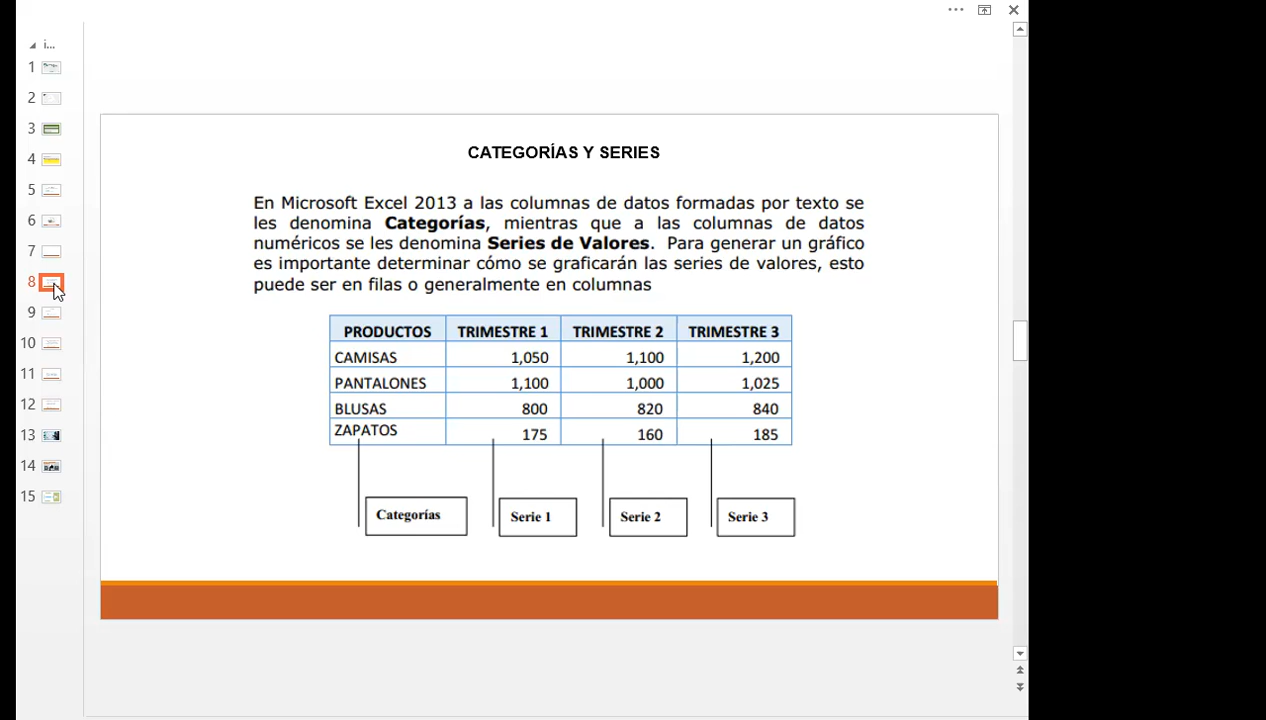 i...
1
2
3
4
5
6
7
8
9
10
11
12
13
14
15
CATEGORÍAS Y SERIES
En Microsoft Excel 2013 a las columnas de datos formadas por texto se
les denomina Categorías, mientras que a las columnas de datos
numéricos se les denomina Series de Valores. Para generar un gráfico
es importante determinar cómo se graficarán las series de valores, esto
puede ser en filas o generalmente en columnas
PRODUCTOS TRIMESTRE 1 TRIMESTRE 2 TRIMESTRE 3
CAMISAS 1,050 1,100 1,200
PANTALONES 1,100 1,000 1,025
BLUSAS 800 820 840
ZAPATOS 175 160 185
Categorías Serie 1 Serie 2 Serie 3